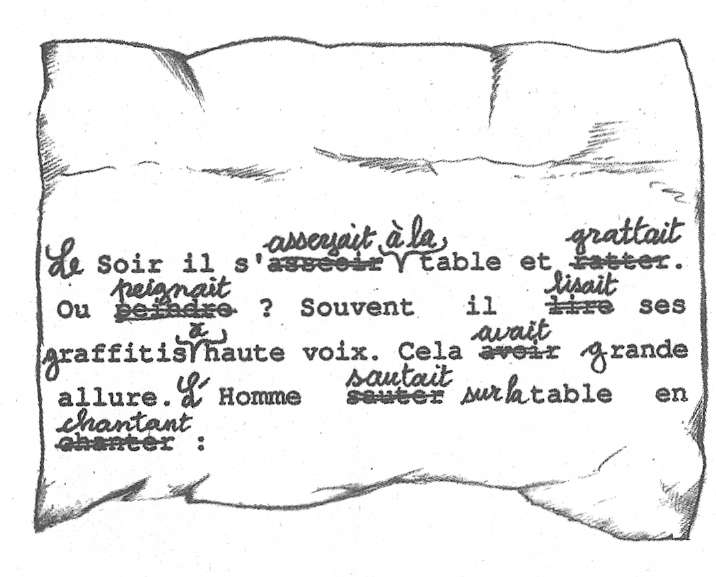 asseyait à la grattait
Le Soir il s'asseoir table et ratter.
peignait lisait
Ou peindre ? Souvent il lire ses
à avait
graffitis haute voix. Cela avoir grande
sautait
allure. L'Homme sauter sur la table en
chantant
chanter :